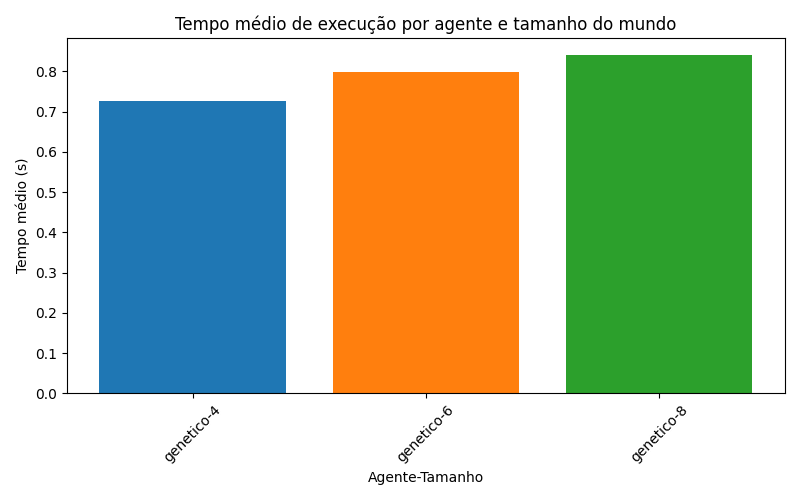 Tempo médio de execução por agente e tamanho do mundo
Tempo médio (s)
0.8
0.7
0.6
0.5
0.4
0.3
0.2
0.1
0.0
genetico-4
genetico-6
genetico-8
Agente-Tamanho